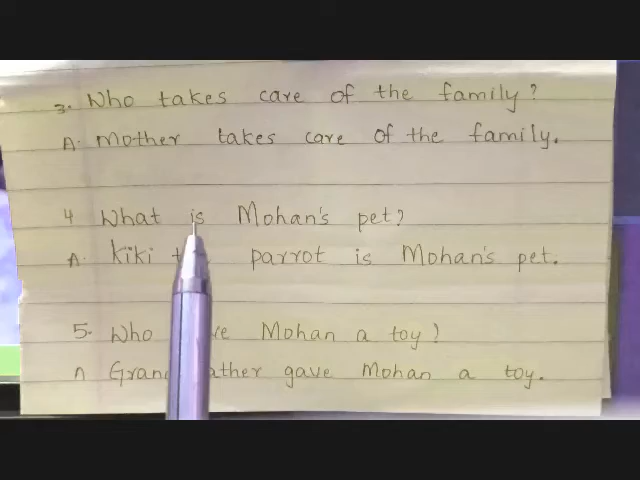 3. Who takes care of the family?
A. Mother takes care of the family.
4 What is Mohan's pet?
A. kiki parrot is Mohan's pet.
5. Who Mohan a toy?
A gave Mohan a toy.